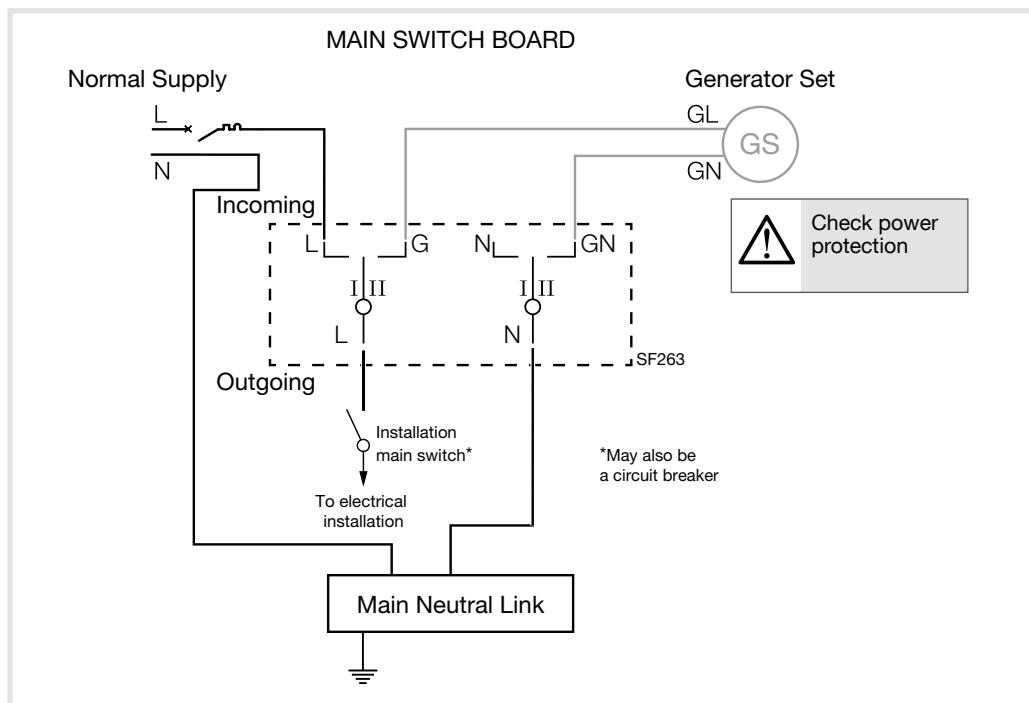 MAIN SWITCH BOARD
Normal Supply
Generator Set
L
GL
GS
N
GN
Incoming
Check power
protection
L
G
N
GN
I II
I II
L
N
SF263
Outgoing
Installation
main switch*
*May also be
a circuit breaker
To electrical
installation
Main Neutral Link